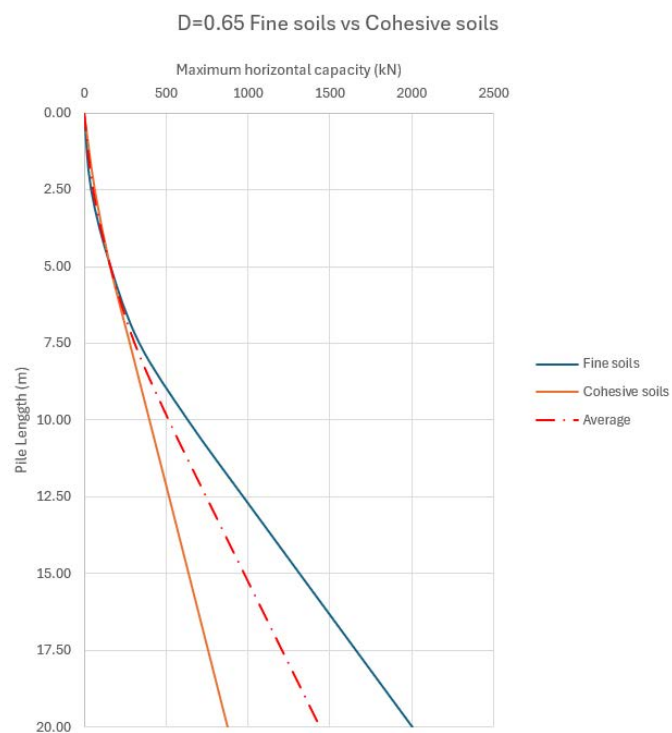 D=0.65 Fine soils vs Cohesive soils
Maximum horizontal capacity (kN)
0 500 1000 1500 2000 2500
0.00
2.50
5.00
7.50
10.00
12.50
15.00
17.50
20.00
Pile Lenggth (m)
Fine soils
Cohesive soils
Average